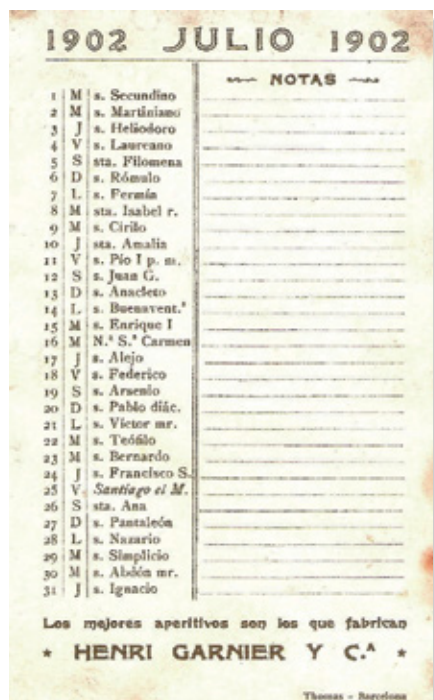 1902 JULIO 1902
NOTAS
1 M s. Secundino
2 M s. Martiniano
3 J s. Heliodoro
4 V s. Laureano
5 S sta. Filomena
6 D s. Rómulo
7 L s. Fermín
8 M sta. Isabel r.
9 M s. Cirilo
10 J sta. Amalia
11 V s. Pío I p. m.
12 S s. Juan G.
13 D s. Anacleto
14 L s. Buenavent.ª
15 M s. Enrique I
16 M N.ª S.ª Carmen
17 J s. Alejo
18 V s. Federico
19 S s. Arsenio
20 D s. Pablo diác.
21 L s. Víctor mr.
22 M s. Teófilo
23 M s. Bernardo
24 J s. Francisco S.
25 V Santiago el M.
26 S sta. Ana
27 D s. Pantaleón
28 L s. Nazario
29 M s. Simplicio
30 M s. Abdón mr.
31 J s. Ignacio
Los mejores aperitivos son los que fabrican
* HENRI GARNIER Y C.ª *
Thomas - Barcelona